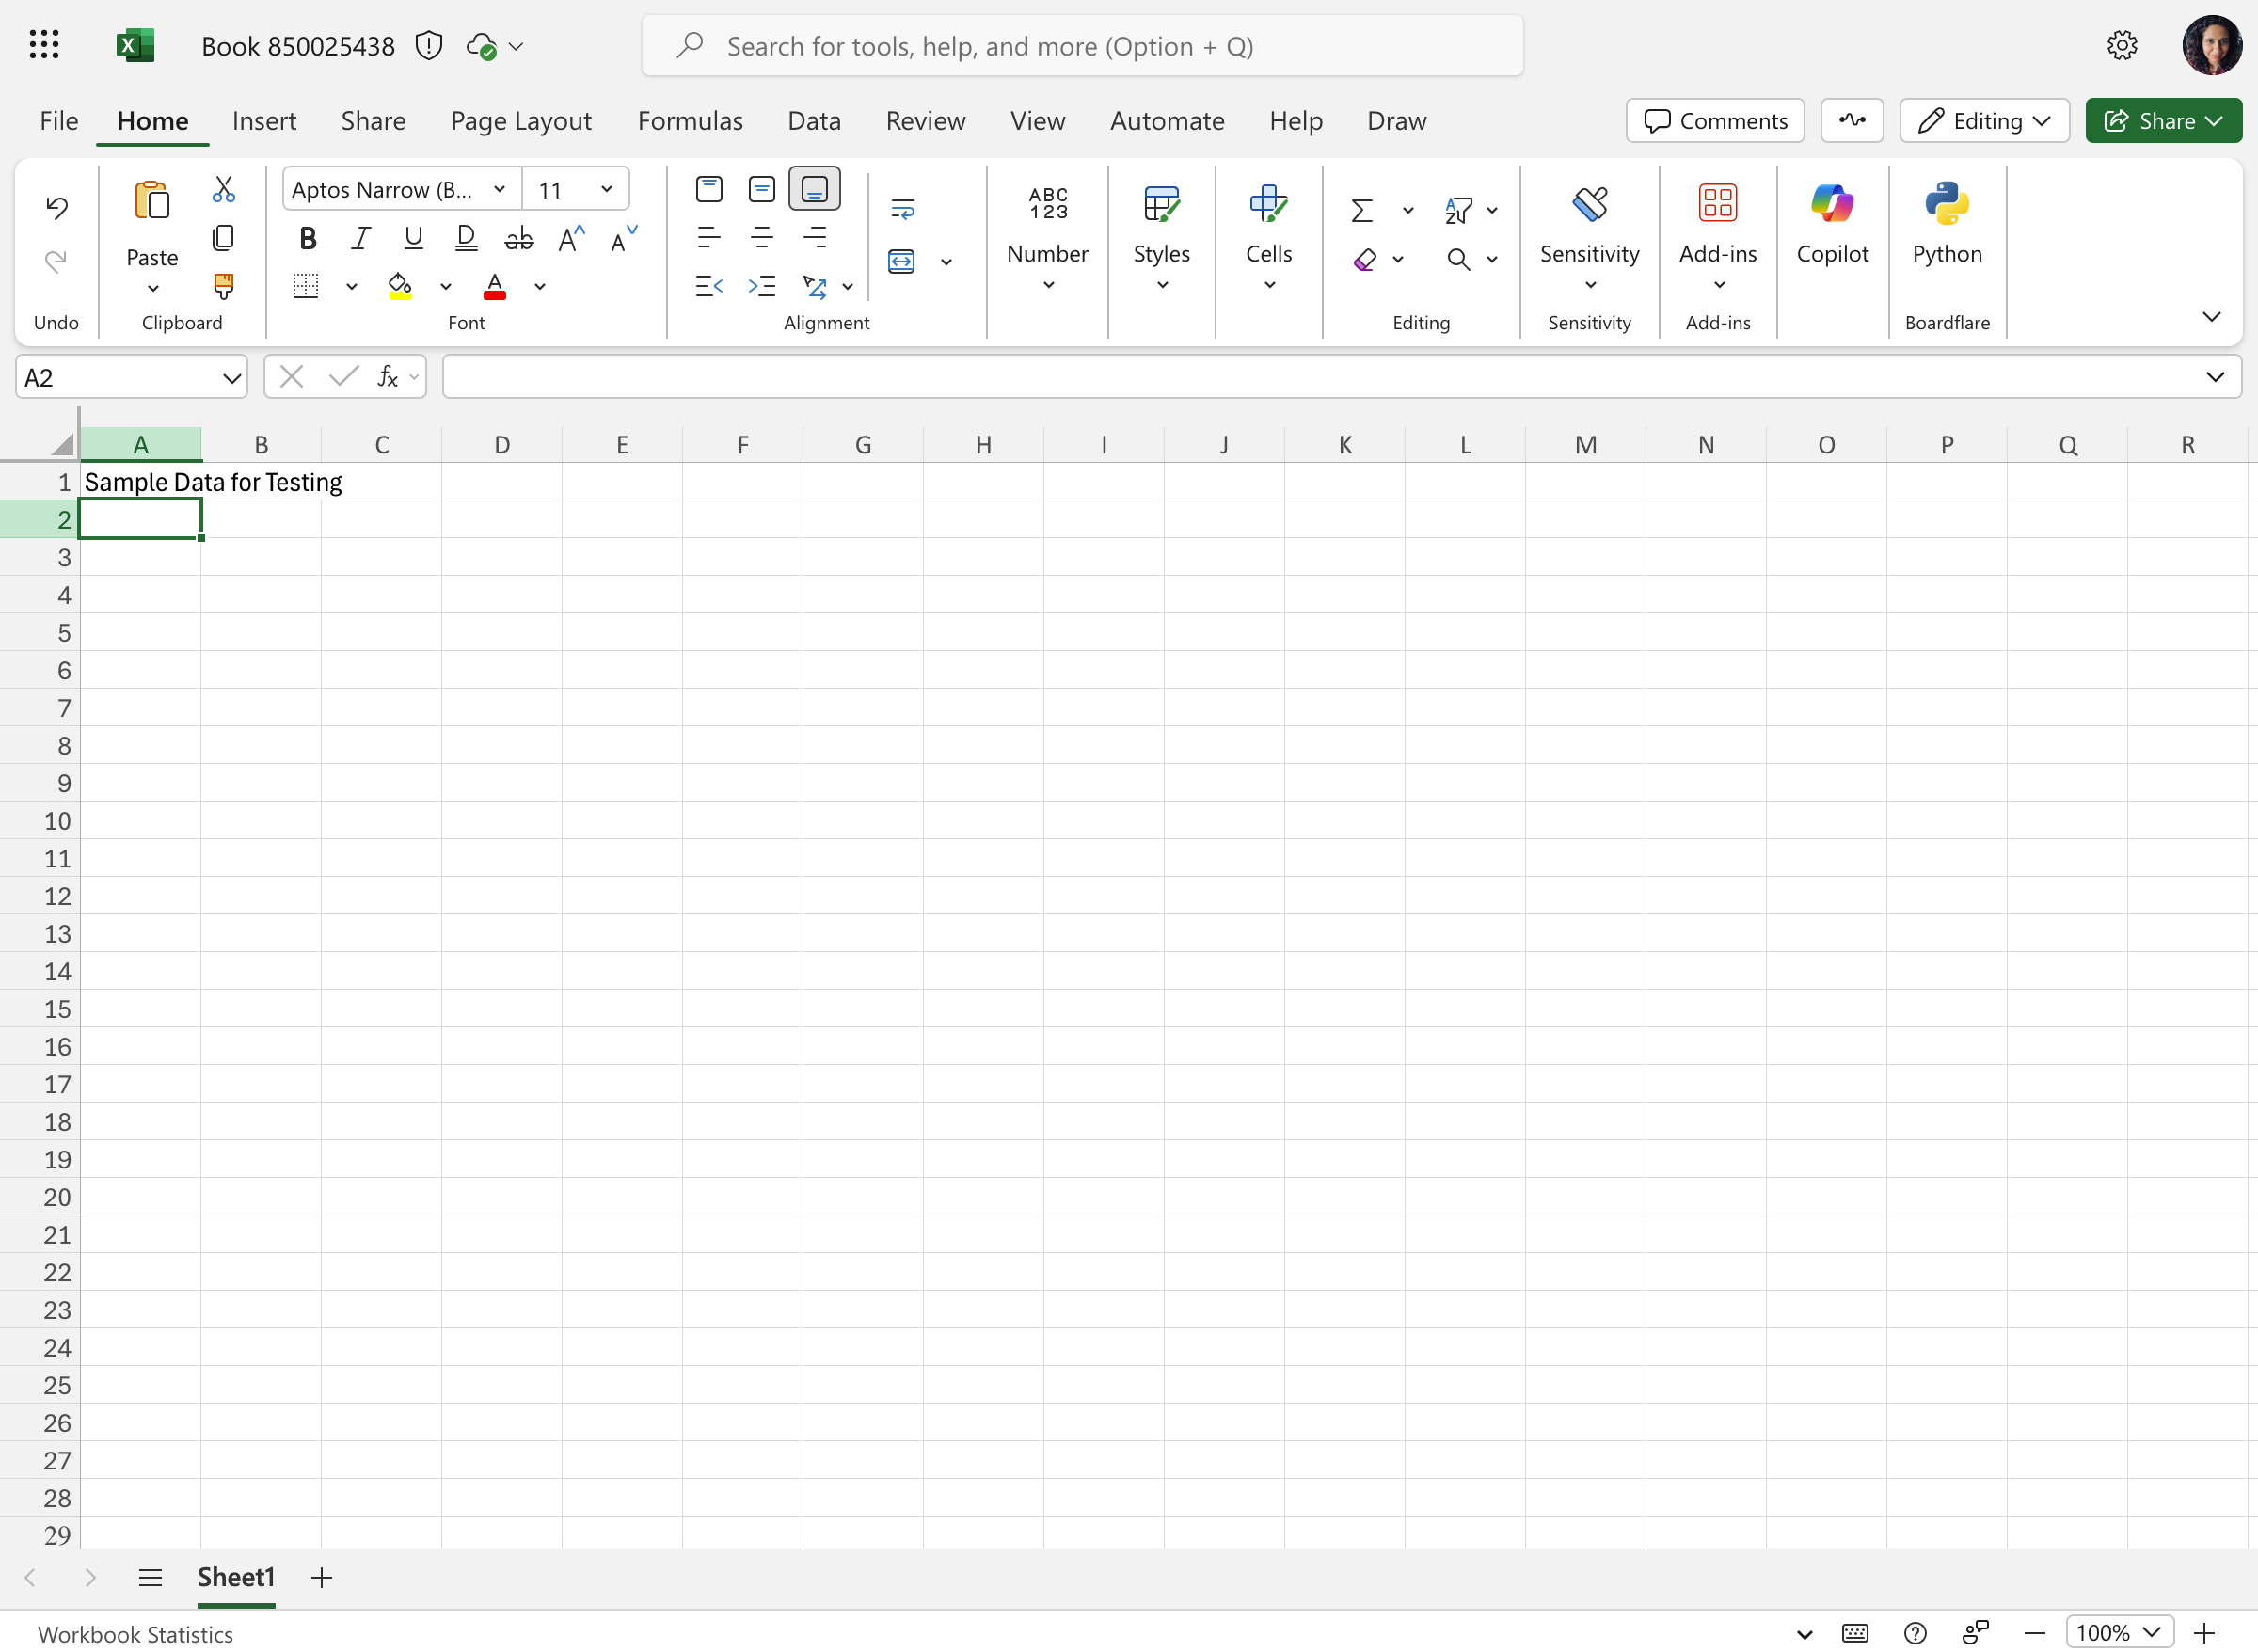 Book 850025438
Search for tools, help, and more (Option + Q)
File Home Insert Share Page Layout Formulas Data Review View Automate Help Draw
Comments Editing Share
Paste
Aptos Narrow (B... 11
ABC
123
Number Styles Cells Sensitivity Add-ins Copilot Python
Undo Clipboard Font Alignment Editing Sensitivity Add-ins Boardflare
A2 fx
A B C D E F G H I J K L M N O P Q R
1 Sample Data for Testing
2
3
4
5
6
7
8
9
10
11
12
13
14
15
16
17
18
19
20
21
22
23
24
25
26
27
28
29
Sheet1
Workbook Statistics 100%